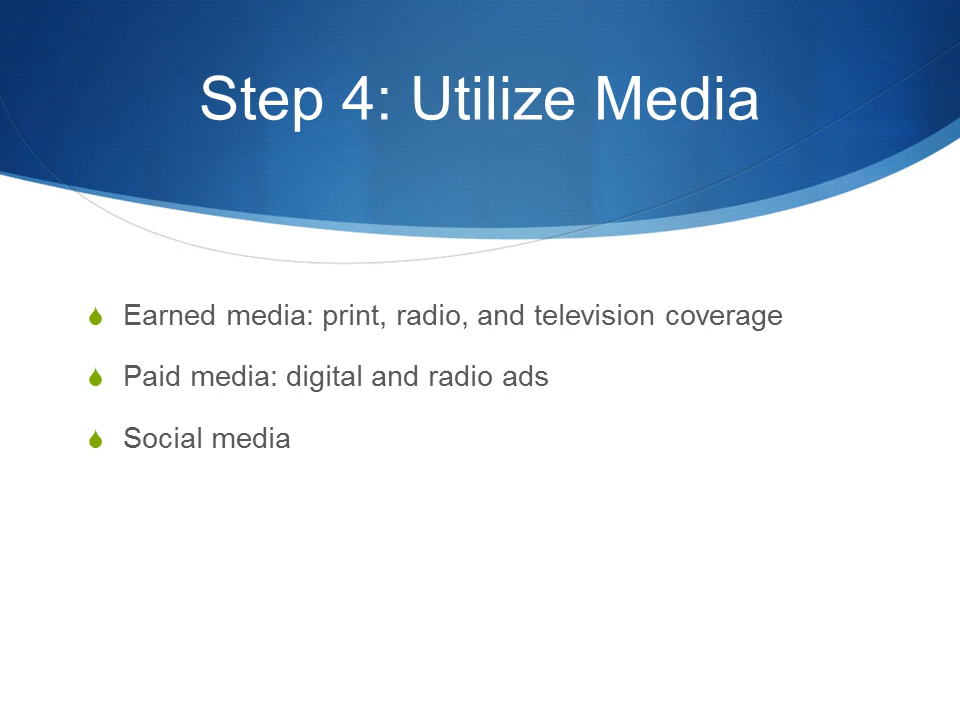 Step 4: Utilize Media
Earned media: print, radio, and television coverage
Paid media: digital and radio ads
Social media